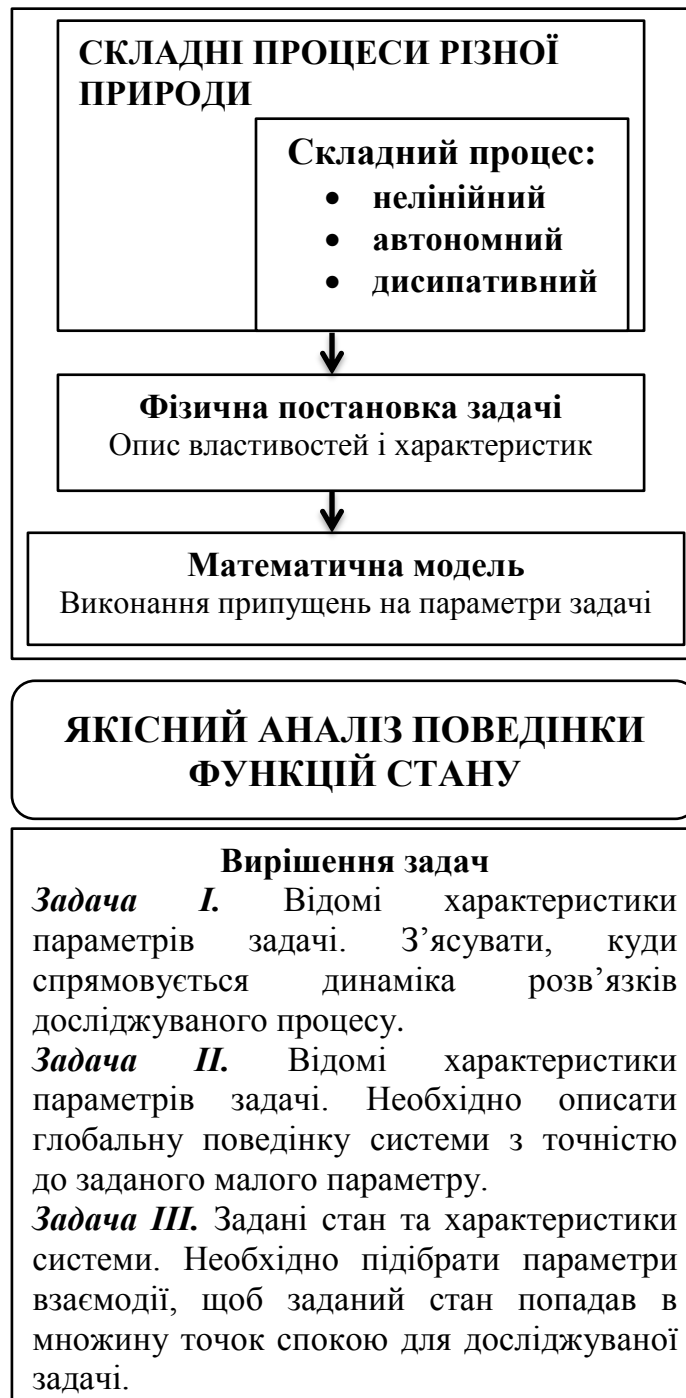 СКЛАДНІ ПРОЦЕСИ РІЗНОЇ
ПРИРОДИ
Складний процес:
• нелінійний
• автономний
• дисипативний
Фізична постановка задачі
Опис властивостей і характеристик
Математична модель
Виконання припущень на параметри задачі
ЯКІСНИЙ АНАЛІЗ ПОВЕДІНКИ
ФУНКЦІЙ СТАНУ
Вирішення задач
Задача I. Відомі характеристики
параметрів задачі. З’ясувати, куди
спрямовується динаміка розв’язків
досліджуваного процесу.
Задача II. Відомі характеристики
параметрів задачі. Необхідно описати
глобальну поведінку системи з точністю
до заданого малого параметру.
Задача III. Задані стан та характеристики
системи. Необхідно підібрати параметри
взаємодії, щоб заданий стан попадав в
множину точок спокою для досліджуваної
задачі.